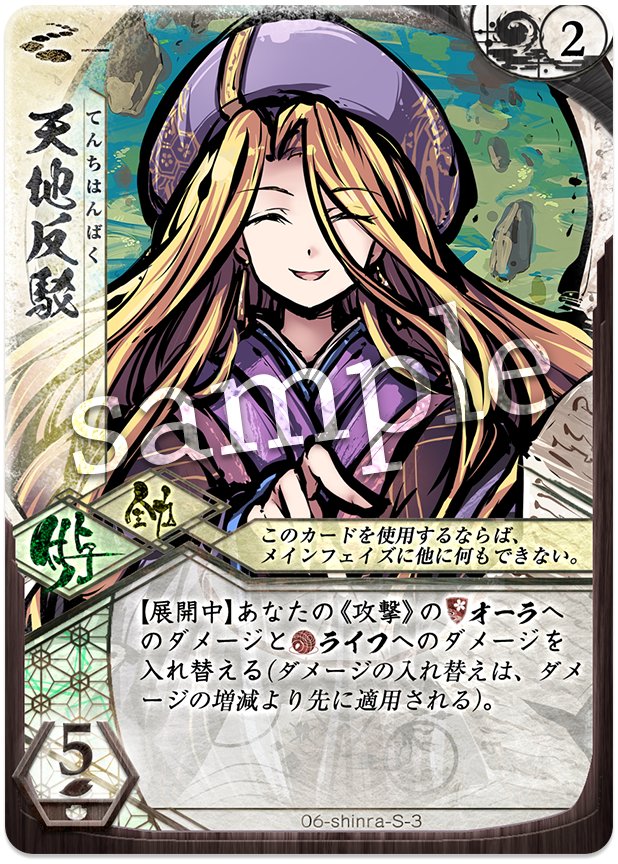 2
天地反駁
てんちはんばく
sample
付与
全力
このカードを使用するならば、
メインフェイズに他に何もできない。
【展開中】あなたの《攻撃》のオーラへ
のダメージとライフへのダメージを
入れ替える(ダメージの入れ替えは、ダメ
ージの増減より先に適用される)。
5
06-shinra-S-3